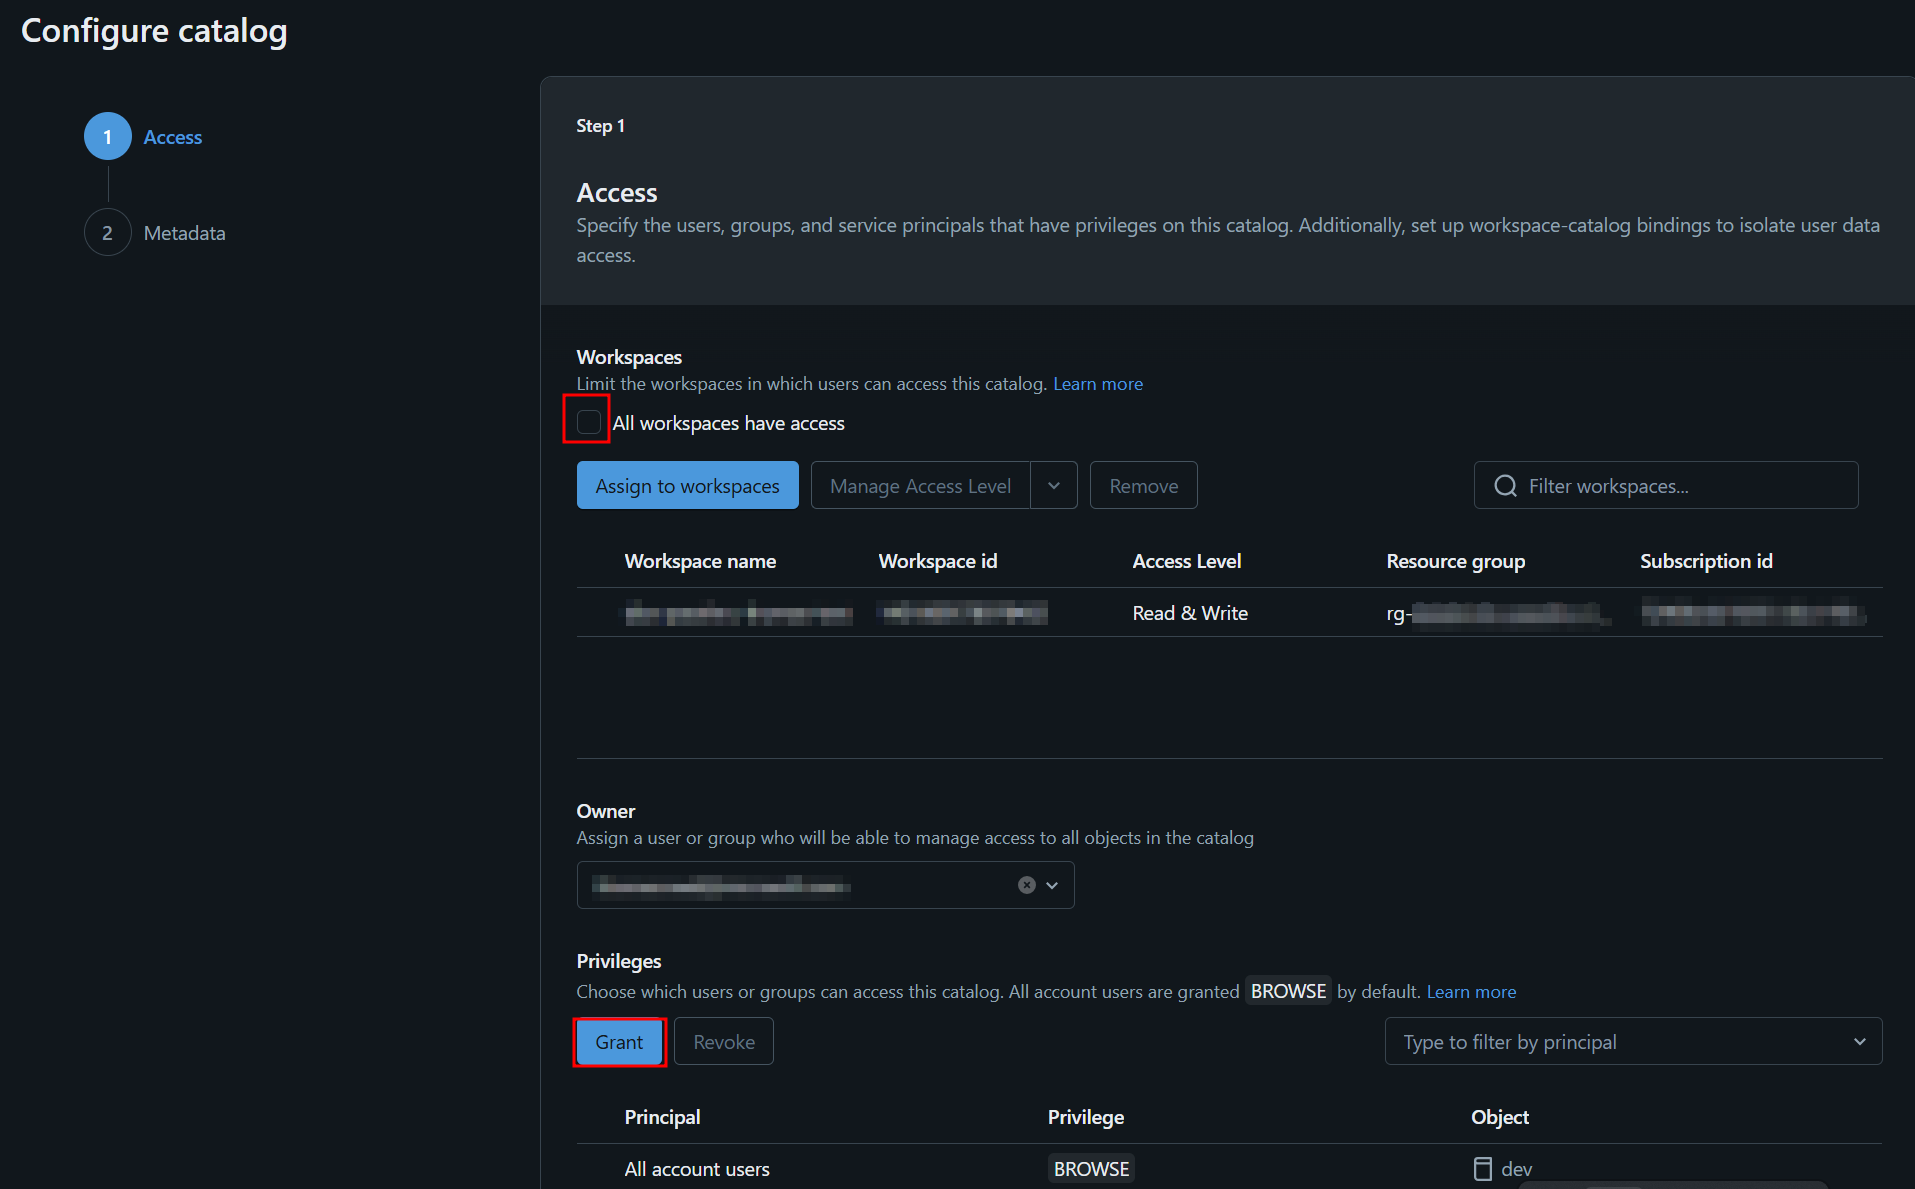 Configure catalog
1 Access
2 Metadata
Step 1
Access
Specify the users, groups, and service principals that have privileges on this catalog. Additionally, set up workspace-catalog bindings to isolate user data
access.
Workspaces
Limit the workspaces in which users can access this catalog. Learn more
All workspaces have access
Assign to workspaces Manage Access Level Remove Filter workspaces...
Workspace name Workspace id Access Level Resource group Subscription id
Read & Write rg-
Owner
Assign a user or group who will be able to manage access to all objects in the catalog
Privileges
Choose which users or groups can access this catalog. All account users are granted BROWSE by default. Learn more
Grant Revoke Type to filter by principal
Principal Privilege Object
All account users BROWSE dev